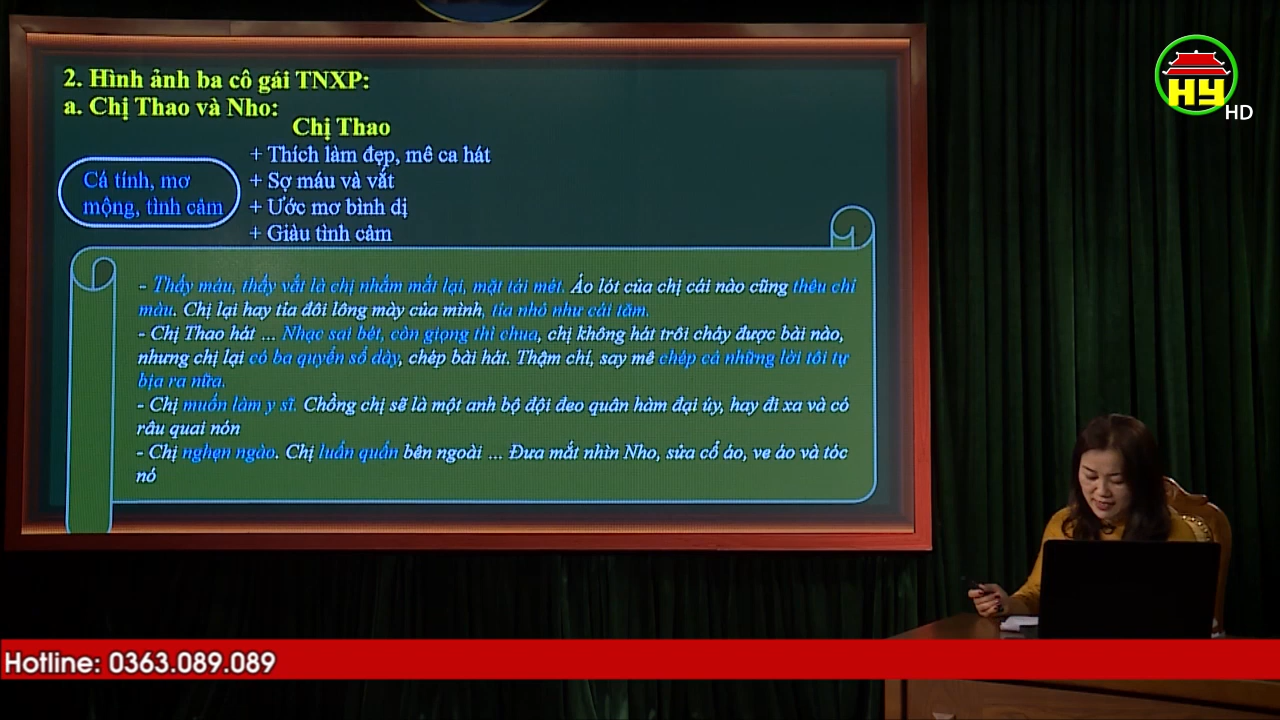 HY
HD
2. Hình ảnh ba cô gái TNXP:
a. Chị Thao và Nho:
Chị Thao
Cá tính, mơ
mộng, tình cảm
+ Thích làm đẹp, mê ca hát
+ Sợ máu và vắt
+ Ước mơ bình dị
+ Giàu tình cảm
- Thấy máu, thấy vắt là chị nhắm mắt lại, mặt tái mét. Áo lót của chị cái nào cũng thêu chỉ
màu. Chị lại hay tỉa đôi lông mày của mình, tỉa nhỏ như cái tăm.
- Chị Thao hát ... Nhạc sai bét, còn giọng thì chua, chị không hát trôi chảy được bài nào,
nhưng chị lại có ba quyển sổ dày, chép bài hát. Thậm chí, say mê chép cả những lời tôi tự
bịa ra nữa.
- Chị muốn làm y sĩ. Chồng chị sẽ là một anh bộ đội đeo quân hàm đại úy, hay đi xa và có
râu quai nón
- Chị nghẹn ngào. Chị luẩn quẩn bên ngoài ... Đưa mắt nhìn Nho, sửa cổ áo, ve áo và tóc
nó
Hotline: 0363.089.089